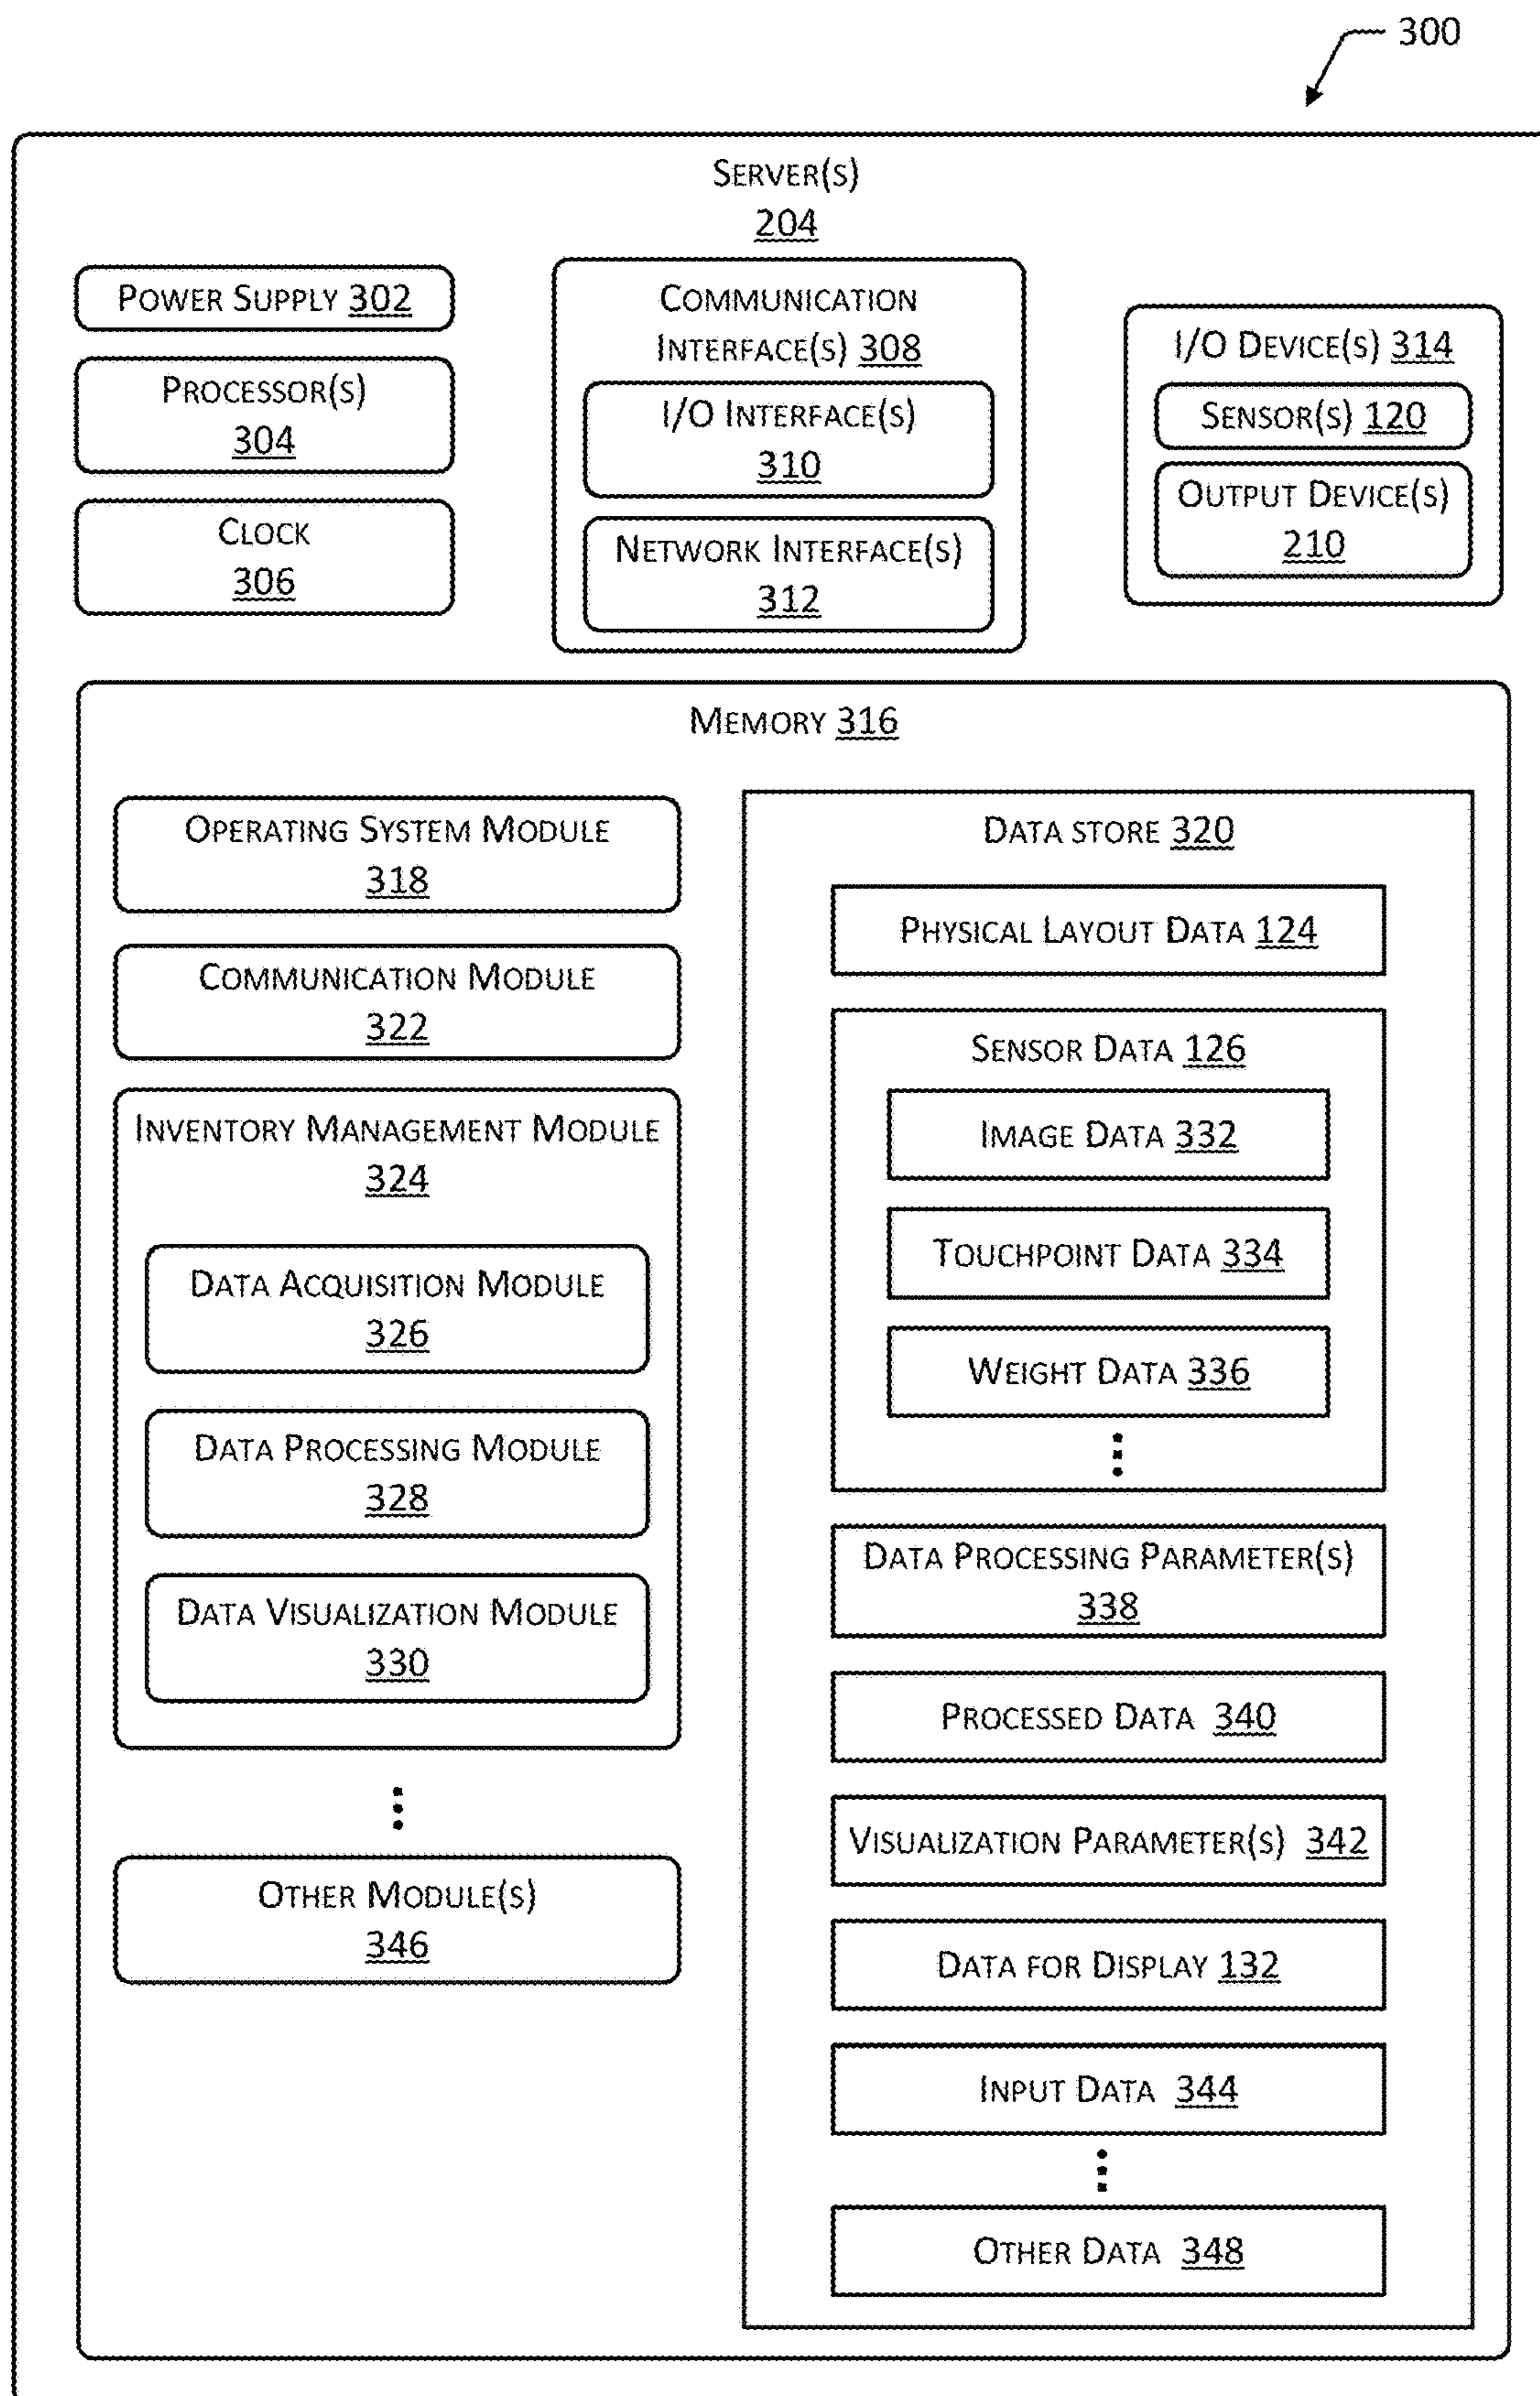 300
SERVER(S)
204
POWER SUPPLY 302
PROCESSOR(S)
304
CLOCK
306
COMMUNICATION
INTERFACE(S) 308
I/O INTERFACE(S)
310
NETWORK INTERFACE(S)
312
I/O DEVICE(S) 314
SENSOR(S) 120
OUTPUT DEVICE(S)
210
MEMORY 316
OPERATING SYSTEM MODULE
318
COMMUNICATION MODULE
322
INVENTORY MANAGEMENT MODULE
324
DATA ACQUISITION MODULE
326
DATA PROCESSING MODULE
328
DATA VISUALIZATION MODULE
330
OTHER MODULE(S)
346
DATA STORE 320
PHYSICAL LAYOUT DATA 124
SENSOR DATA 126
IMAGE DATA 332
TOUCHPOINT DATA 334
WEIGHT DATA 336
DATA PROCESSING PARAMETER(S)
338
PROCESSED DATA 340
VISUALIZATION PARAMETER(S) 342
DATA FOR DISPLAY 132
INPUT DATA 344
OTHER DATA 348